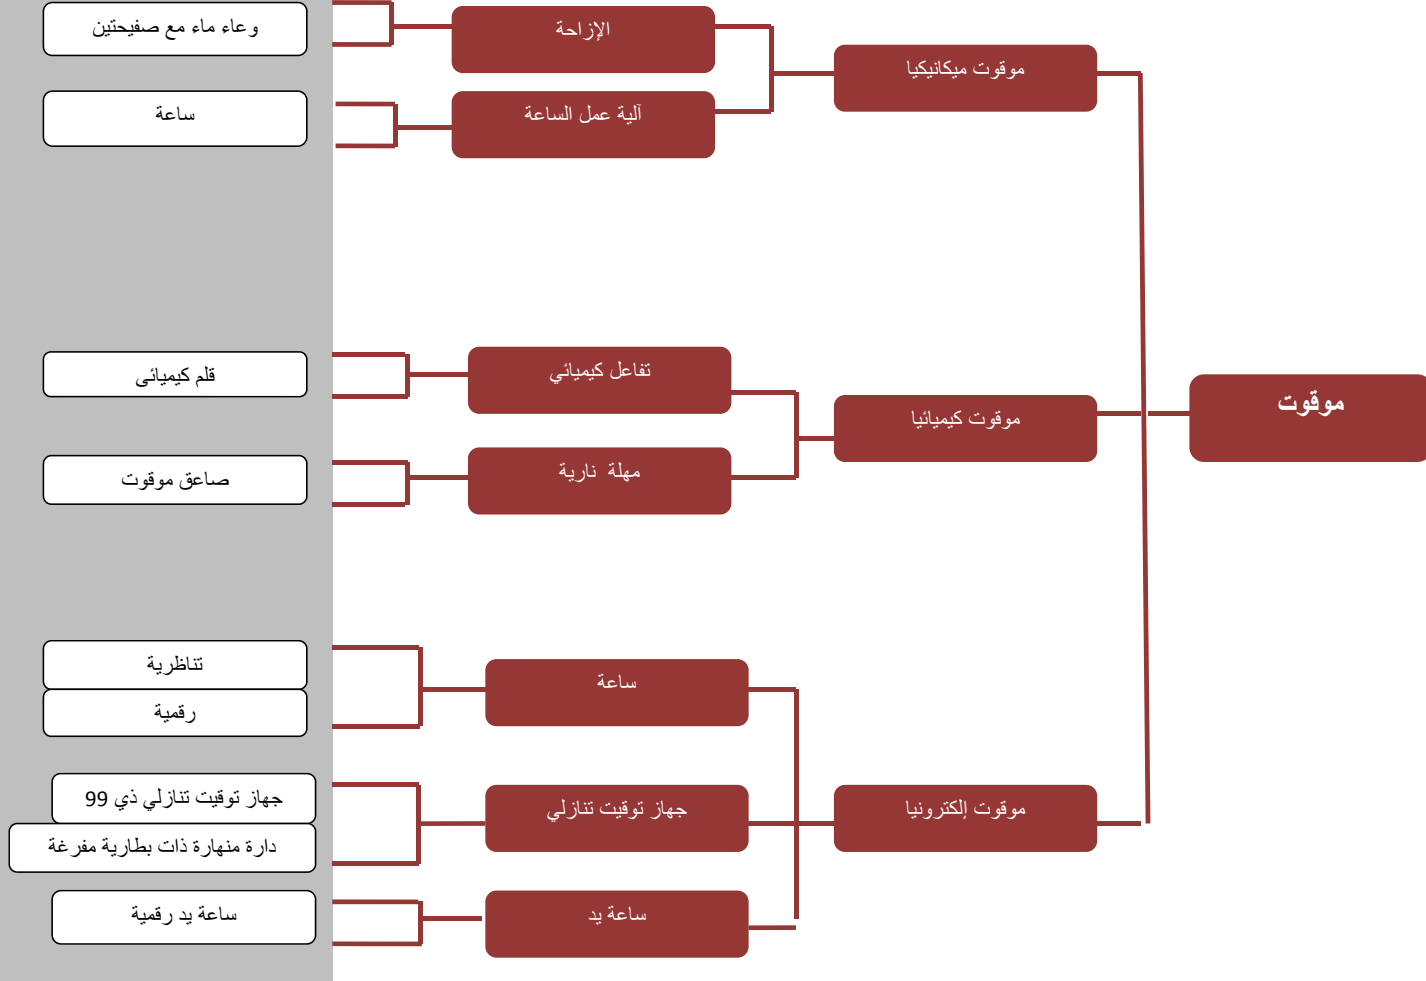 موقوت
موقوت ميكانيكيا
الإزاحة
وعاء ماء مع صفيحتين
آلية عمل الساعة
ساعة
موقوت كيميائيا
تفاعل كيميائي
قلم كيميائى
مهلة نارية
صاعق موقوت
موقوت إلكترونيا
ساعة
تناظرية
رقمية
جهاز توقيت تنازلي
جهاز توقيت تنازلي ذي 99
دارة منهارة ذات بطارية مفرغة
ساعة يد
ساعة يد رقمية